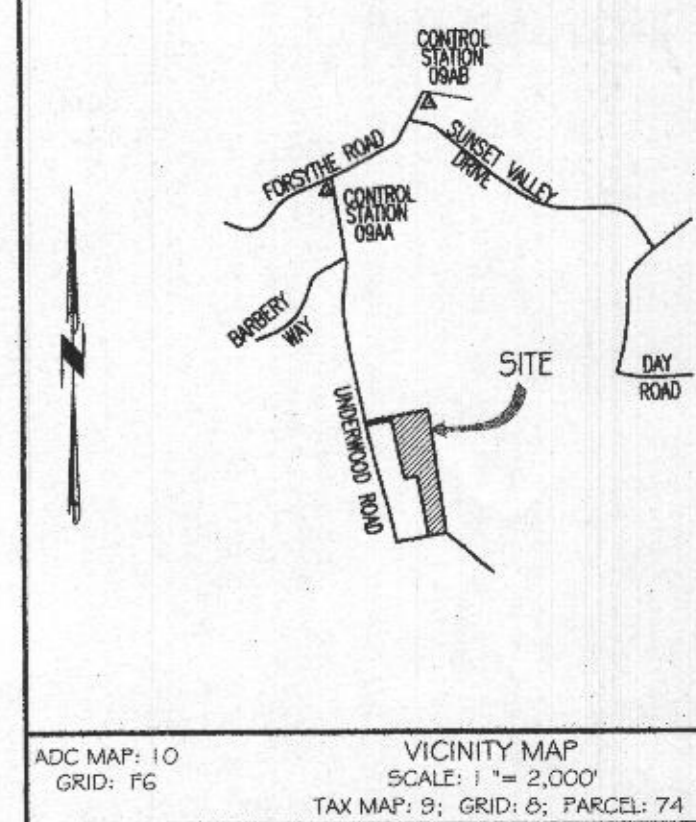 CONTROL
STATION
09AB
FORSYTHE ROAD
SUNSET VALLEY
DRIVE
CONTROL
STATION
09AA
BARBERY
WAY
SITE
DAY
ROAD
UNDERWOOD ROAD
ADC MAP: 10
GRID: F6
VICINITY MAP
SCALE: 1 "= 2,000'
TAX MAP: 9; GRID: 8; PARCEL: 74